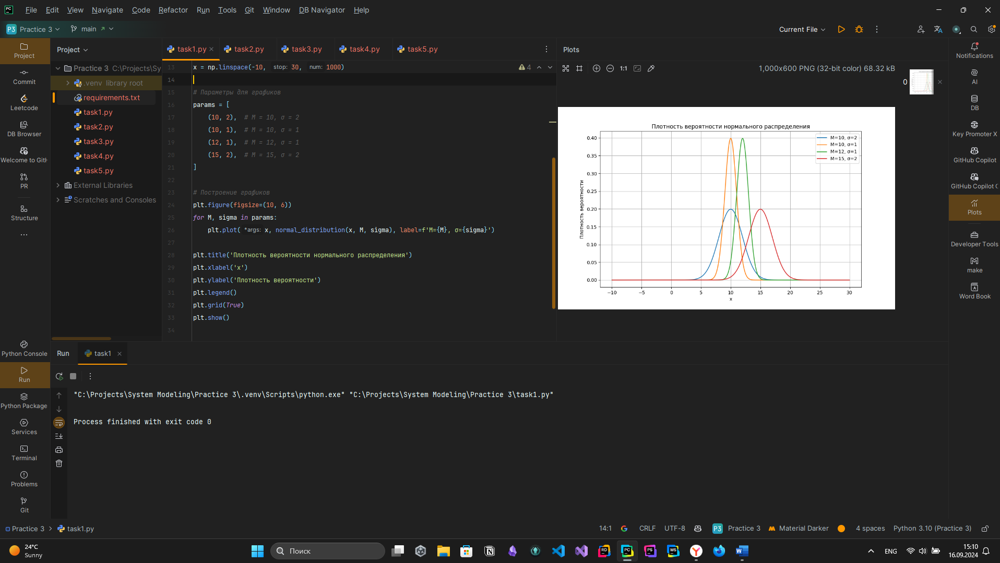 File Edit View Navigate Code Refactor Run Tools Git Window DB Navigator Help
P3 Practice 3 main
Current File
Project
Commit
Leetcode
DB Browser
Welcome to GitH
PR
Structure
Python Console
Run
Python Package
Services
Terminal
Problems
Git
Project
Practice 3 C:\Projects\Sy
.venv library root
requirements.txt
task1.py
task2.py
task3.py
task4.py
task5.py
External Libraries
Scratches and Consoles
task1.py task2.py task3.py task4.py task5.py
4
13 x = np.linspace(-10, stop: 30, num: 1000)
14
15 # Параметры для графиков
16 params = [
17 (10, 2), # M = 10, σ = 2
18 (10, 1), # M = 10, σ = 1
19 (12, 1), # M = 12, σ = 1
20 (15, 2), # M = 15, σ = 2
21 ]
22
23 # Построение графиков
24 plt.figure(figsize=(10, 6))
25 for M, sigma in params:
26 plt.plot( *args: x, normal_distribution(x, M, sigma), label=f'M={M}, σ={sigma}')
27
28 plt.title('Плотность вероятности нормального распределения')
29 plt.xlabel('x')
30 plt.ylabel('Плотность вероятности')
31 plt.legend()
32 plt.grid(True)
33 plt.show()
34
Plots
1:1
1,000x600 PNG (32-bit color) 68.32 kB
0
Плотность вероятности нормального распределения
M=10, σ=2
M=10, σ=1
M=12, σ=1
M=15, σ=2
Плотность вероятности
0.40
0.35
0.30
0.25
0.20
0.15
0.10
0.05
0.00
−10 −5 0 5 10 15 20 25 30
x
Notifications
AI
DB
Key Promoter X
GitHub Copilot
GitHub Copilot C
Plots
Developer Tools
make
Word Book
Run task1
"C:\Projects\System Modeling\Practice 3\.venv\Scripts\python.exe" "C:\Projects\System Modeling\Practice 3\task1.py"
Process finished with exit code 0
Practice 3 > task1.py
14:1 CRLF UTF-8 P3 Practice 3 Material Darker 4 spaces Python 3.10 (Practice 3)
24°C
Sunny
Поиск
RD PC PS WS
ENG
15:10
16.09.2024